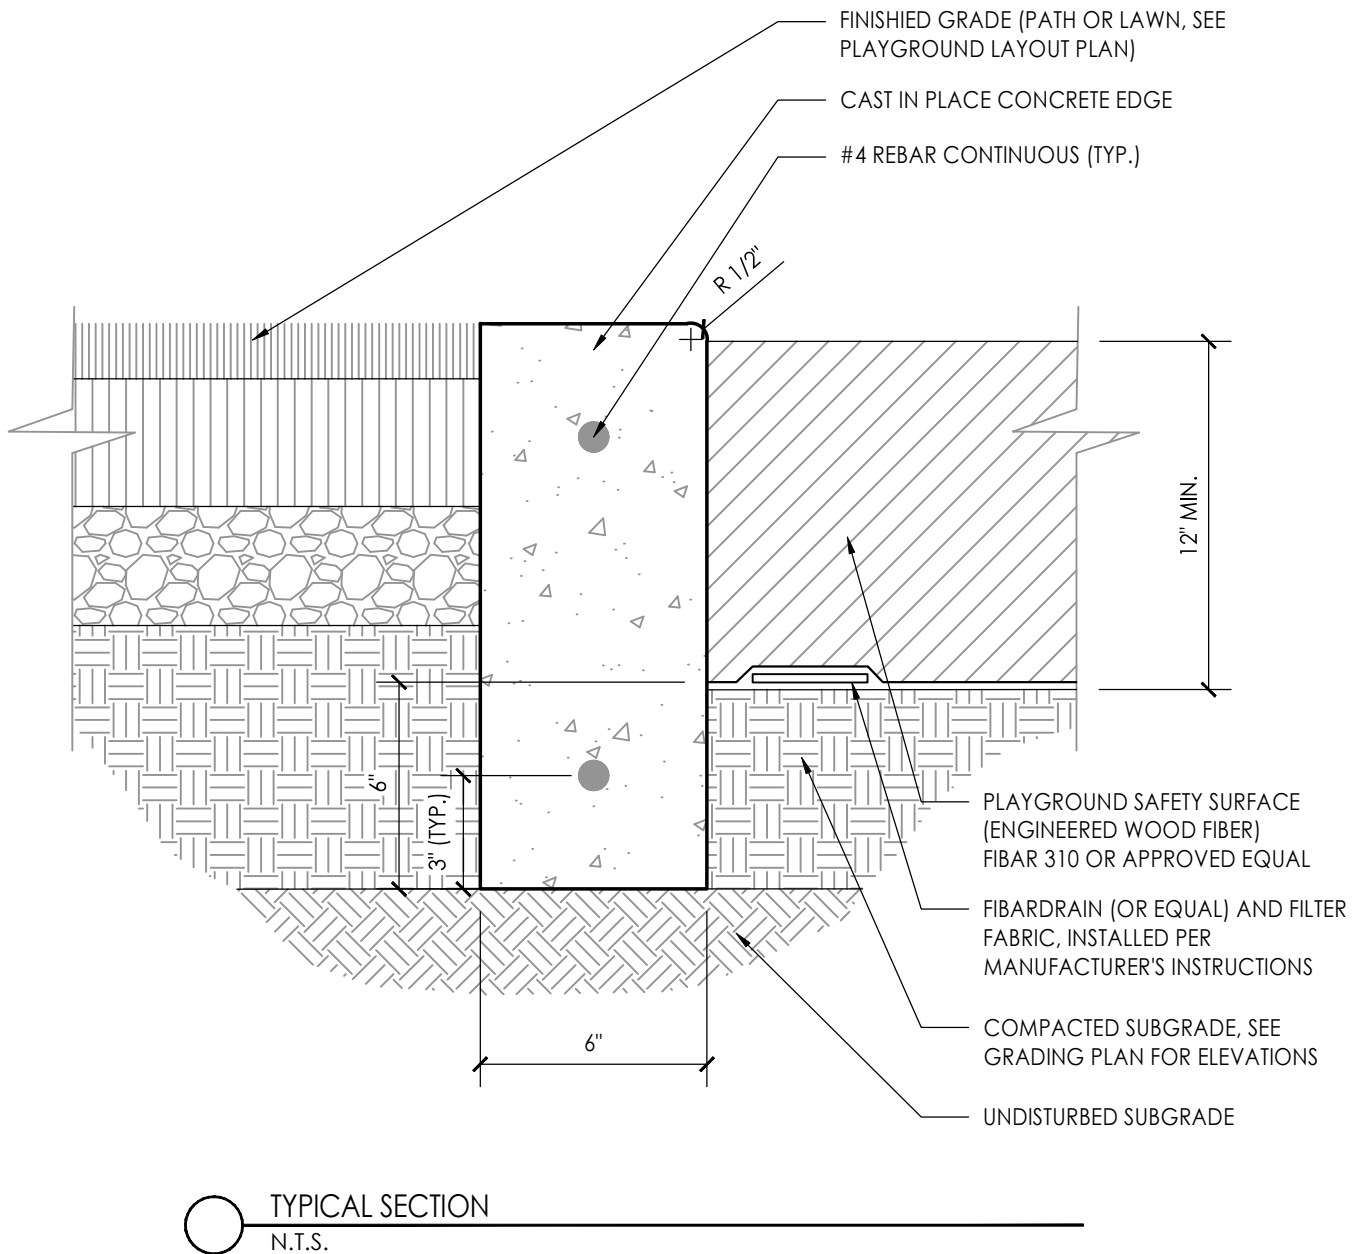 FINISHIED GRADE (PATH OR LAWN, SEE
PLAYGROUND LAYOUT PLAN)
CAST IN PLACE CONCRETE EDGE
#4 REBAR CONTINUOUS (TYP.)
R 1/2"
12" MIN.
6"
3" (TYP.)
PLAYGROUND SAFETY SURFACE
(ENGINEERED WOOD FIBER)
FIBAR 310 OR APPROVED EQUAL
FIBARDRAIN (OR EQUAL) AND FILTER
FABRIC, INSTALLED PER
MANUFACTURER'S INSTRUCTIONS
COMPACTED SUBGRADE, SEE
GRADING PLAN FOR ELEVATIONS
6"
UNDISTURBED SUBGRADE
TYPICAL SECTION
N.T.S.